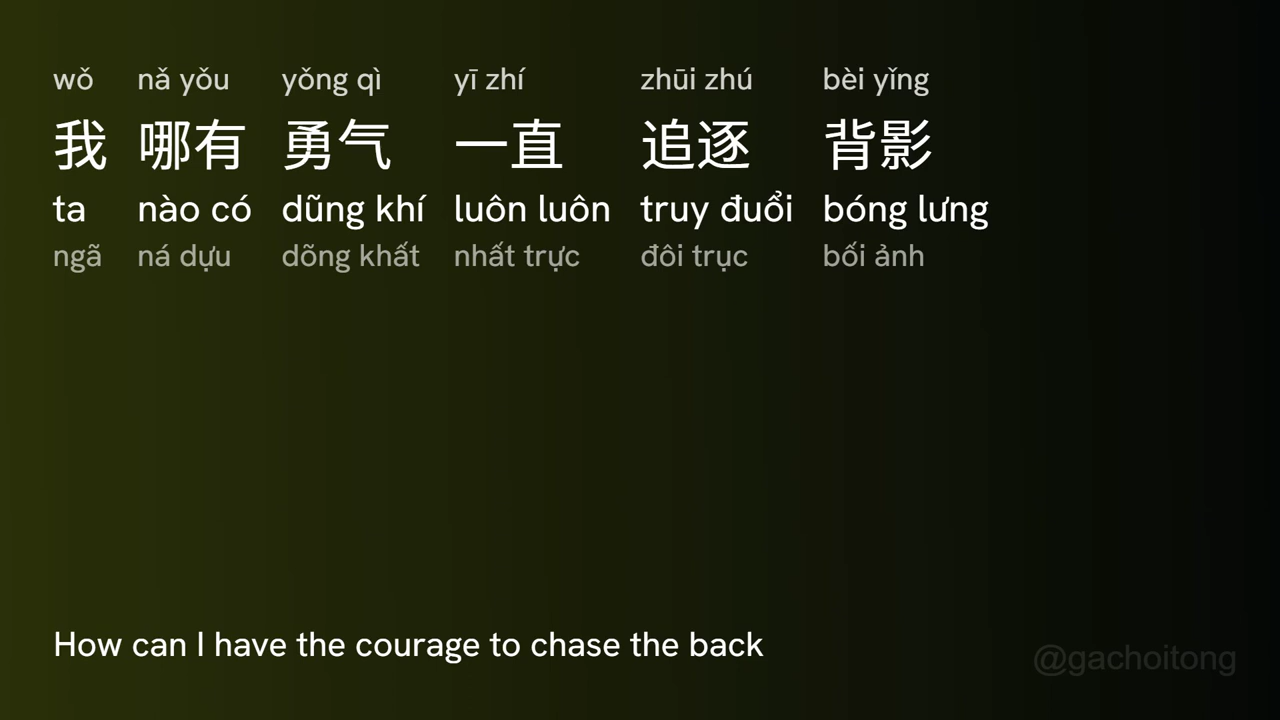 wǒ nǎ yǒu yǒng qì yī zhí zhūi zhú bèi yǐng
我 哪有 勇气 一直 追逐 背影
ta nào có dũng khí luôn luôn truy đuổi bóng lưng
ngã ná dựu dõng khất nhất trực đôi trục bối ảnh
How can I have the courage to chase the back
@gachoitong